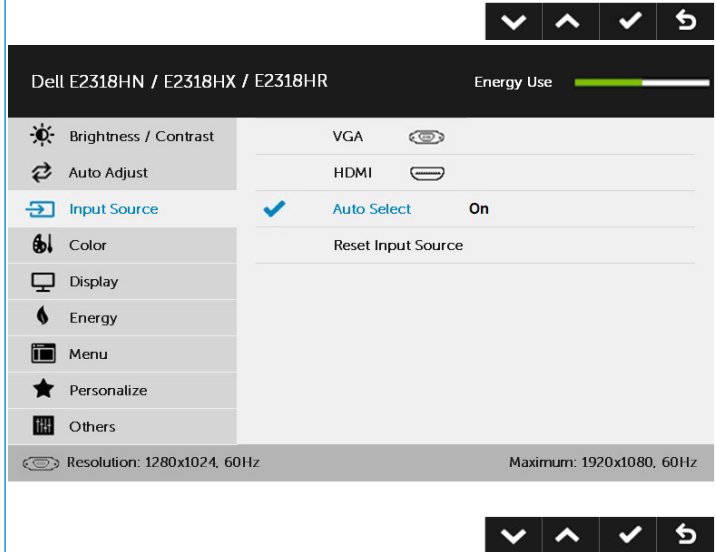 Dell E2318HN / E2318HX / E2318HR Energy Use
Brightness / Contrast
Auto Adjust
Input Source
Color
Display
Energy
Menu
Personalize
Others
VGA
HDMI
Auto Select On
Reset Input Source
Resolution: 1280x1024, 60Hz Maximum: 1920x1080, 60Hz